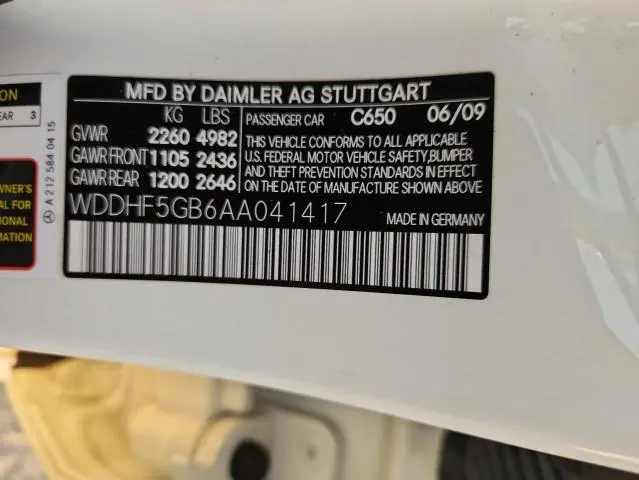 MFD BY DAIMLER AG STUTTGART
KG LBS
GVWR 2260 4982
GAWR FRONT 1105 2436
GAWR REAR 1200 2646
PASSENGER CAR C650 06/09
THIS VEHICLE CONFORMS TO ALL APPLICABLE
U.S. FEDERAL MOTOR VEHICLE SAFETY,BUMPER
AND THEFT PREVENTION STANDARDS IN EFFECT
ON THE DATE OF MANUFACTURE SHOWN ABOVE.
WDDHF5GB6AA041417 MADE IN GERMANY
ON
EAR 3
A 212 584 04 15
WNER'S
FOR
IONAL
MATION